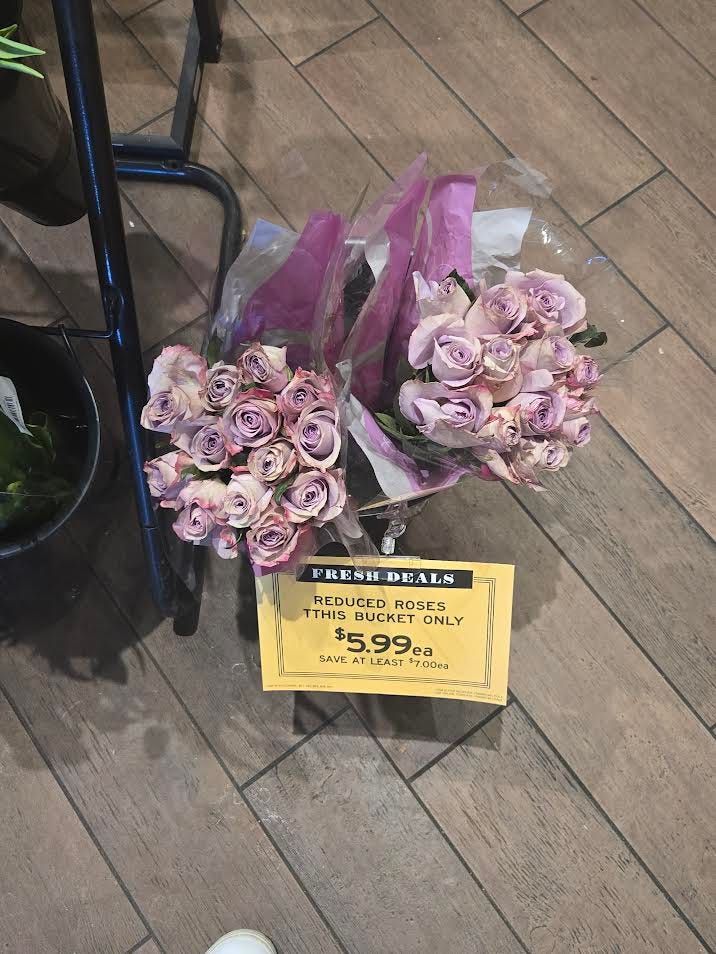 FRESH DEALS
REDUCED ROSES
TTHIS BUCKET ONLY
$5.99ea
SAVE AT LEAST $7.00ea